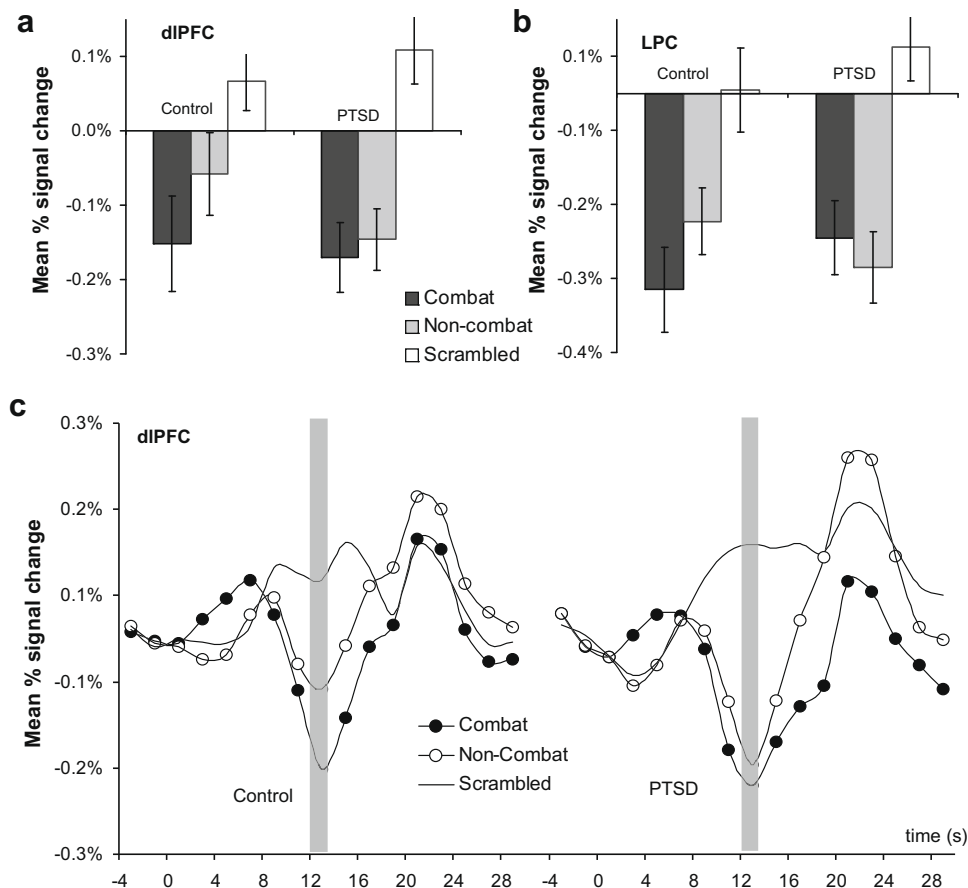 a
dlPFC
Mean % signal change
0.1%
0.0%
-0.1%
-0.2%
-0.3%
Control
PTSD
Combat
Non-combat
Scrambled
b
LPC
Mean % signal change
0.1%
-0.1%
-0.2%
-0.3%
-0.4%
Control
PTSD
c
dlPFC
Mean % signal change
0.3%
0.2%
0.1%
-0.1%
-0.2%
-0.3%
Control
Combat
Non-Combat
Scrambled
PTSD
time (s)
-4 0 4 8 12 16 20 24 28 -4 0 4 8 12 16 20 24 28